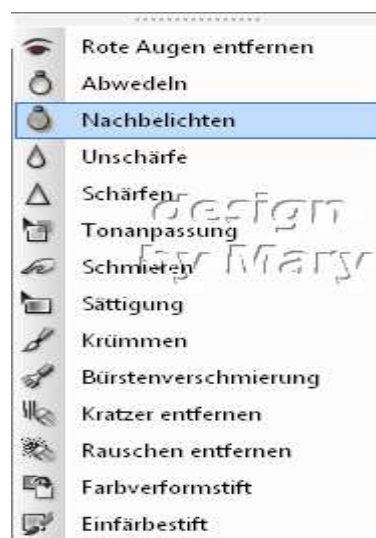 Rote Augen entfernen
Abwedeln
Nachbelichten
Unschärfe
Schärfen
design
Tonanpassung
by Mary
Schmieren
Sättigung
Krümmen
Bürstenverschmierung
Kratzer entfernen
Rauschen entfernen
Farbverformstift
Einfärbestift